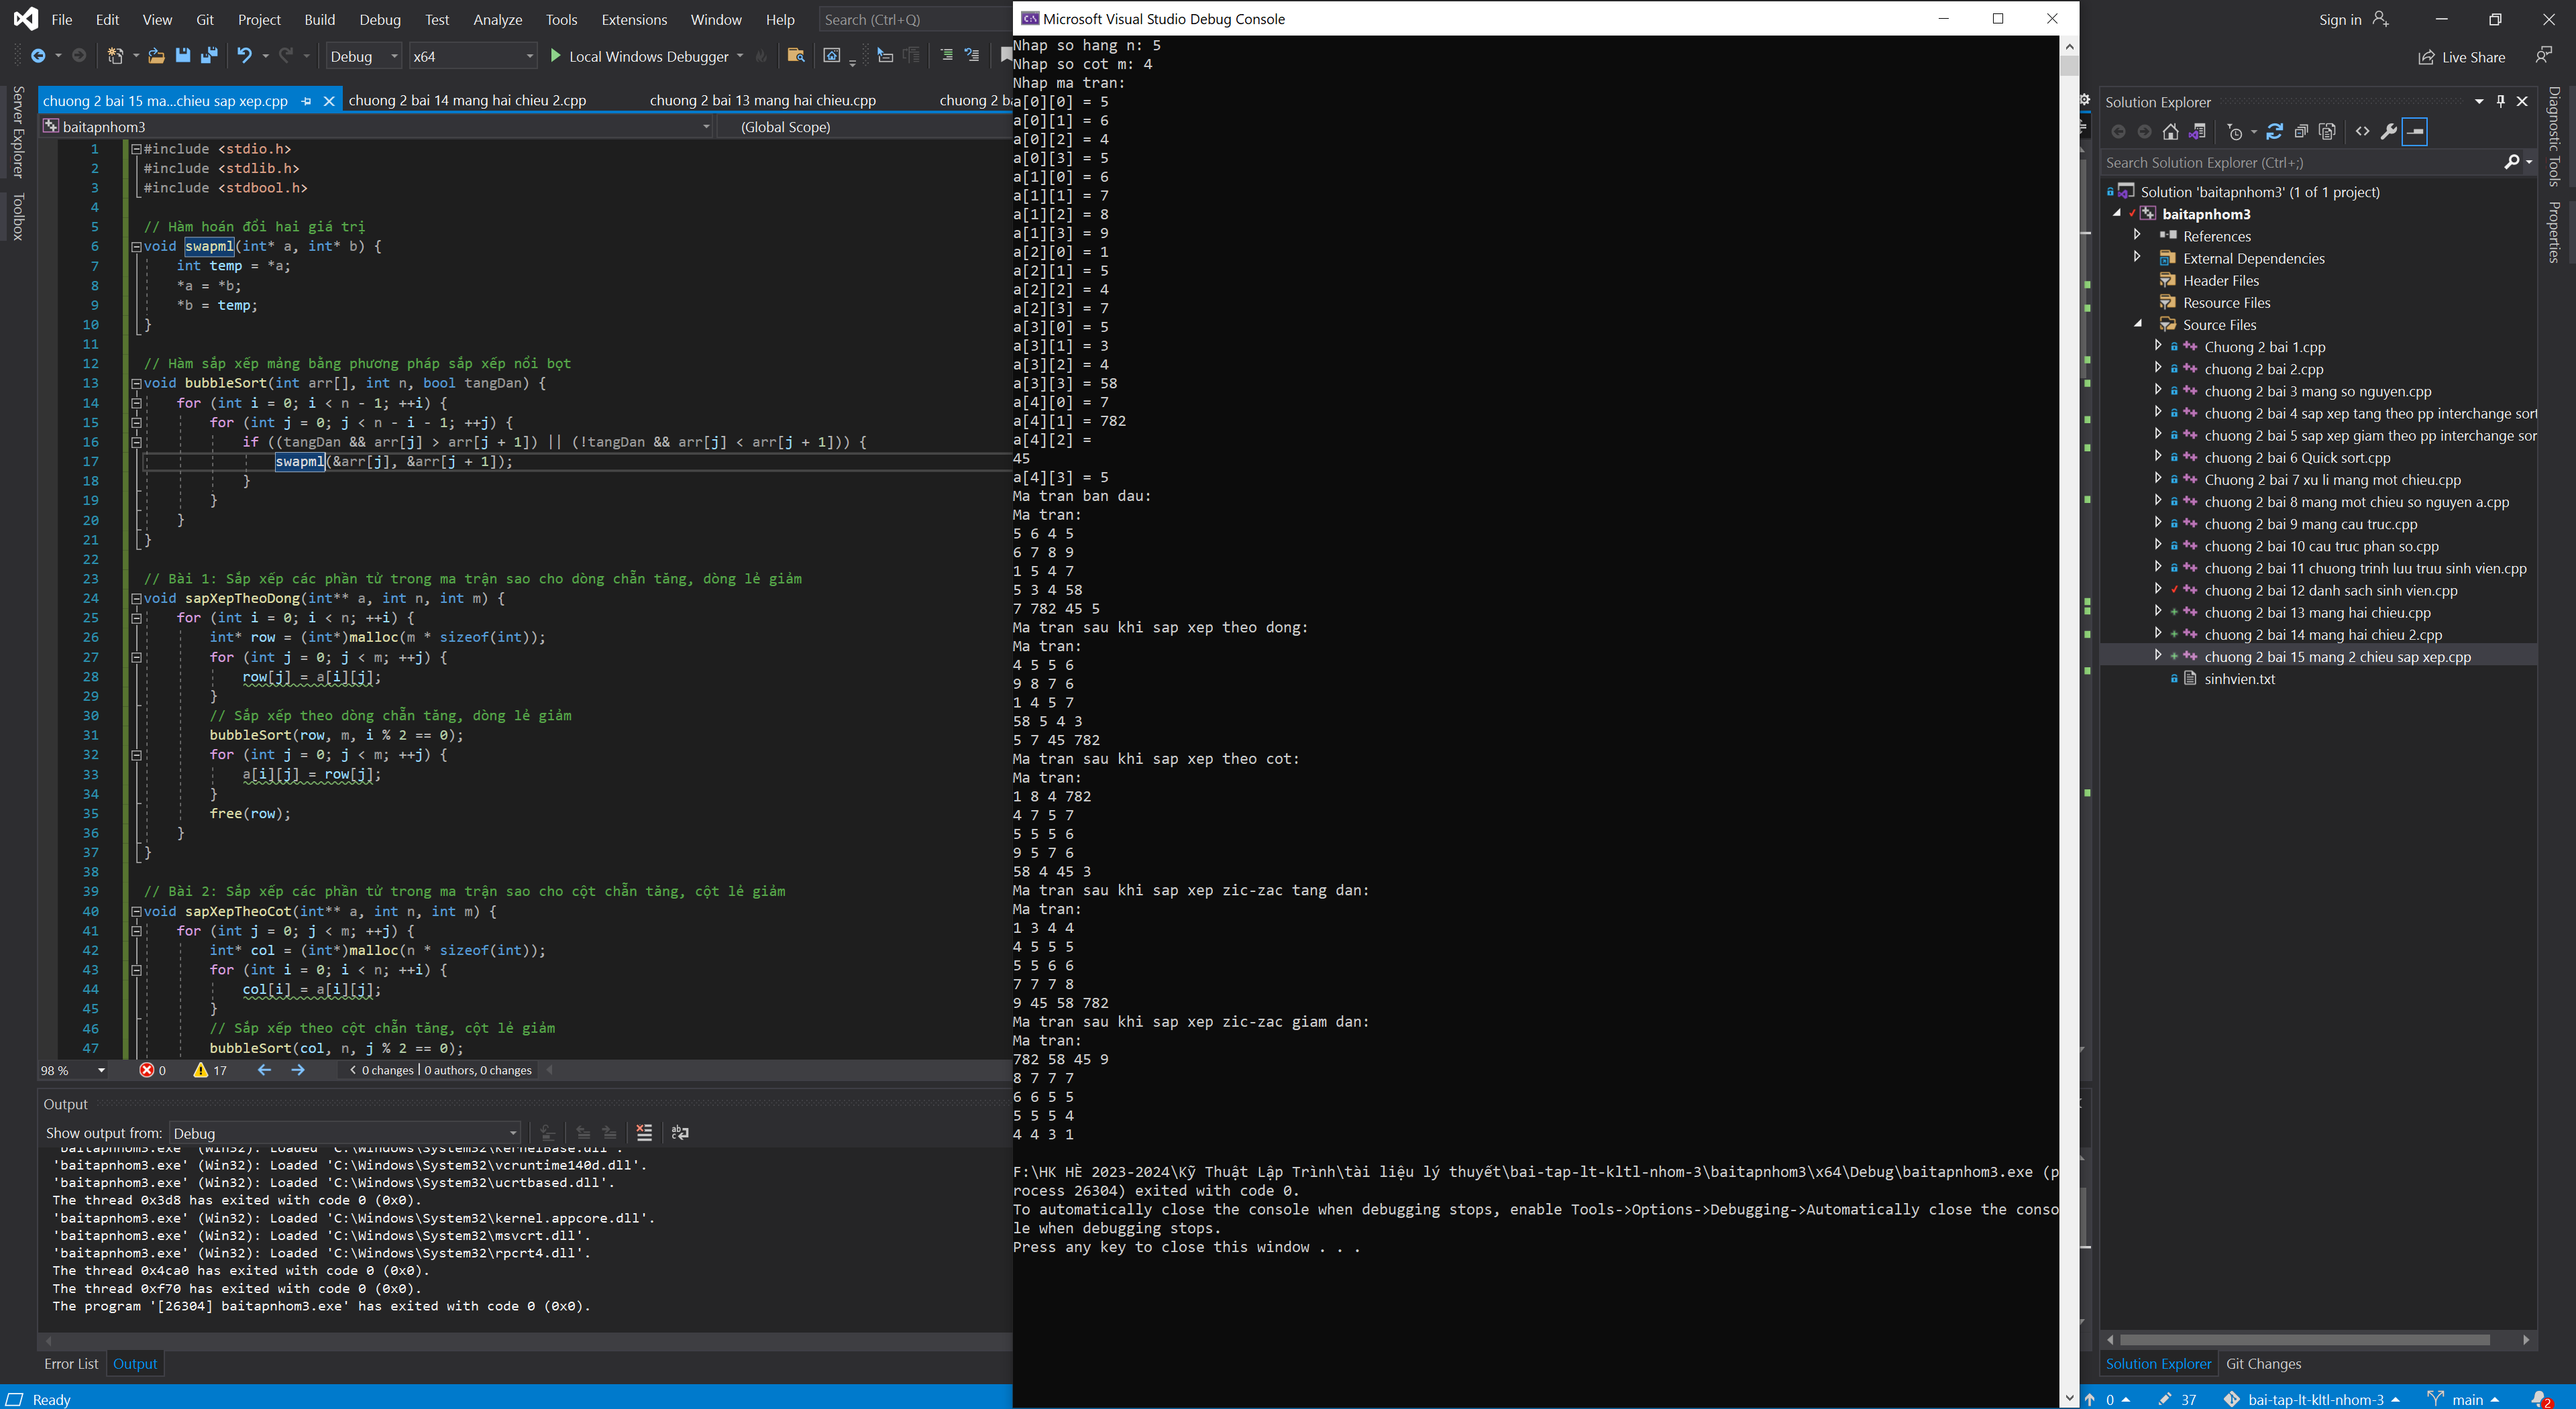 File Edit View Git Project Build Debug Test Analyze Tools Extensions Window Help Search (Ctrl+Q)
Sign in
Debug x64 Local Windows Debugger
Live Share
Server Explorer
Toolbox
chuong 2 bai 15 ma...chieu sap xep.cpp chuong 2 bai 14 mang hai chieu 2.cpp chuong 2 bai 13 mang hai chieu.cpp chuong 2
baitapnhom3 (Global Scope)
1 #include <stdio.h>
2 #include <stdlib.h>
3 #include <stdbool.h>
4
5 // Hàm hoán đổi hai giá trị
6 void swapml(int* a, int* b) {
7 int temp = *a;
8 *a = *b;
9 *b = temp;
10 }
11
12 // Hàm sắp xếp mảng bằng phương pháp sắp xếp nổi bọt
13 void bubbleSort(int arr[], int n, bool tangDan) {
14 for (int i = 0; i < n - 1; ++i) {
15 for (int j = 0; j < n - i - 1; ++j) {
16 if ((tangDan && arr[j] > arr[j + 1]) || (!tangDan && arr[j] < arr[j + 1])) {
17 swapml(&arr[j], &arr[j + 1]);
18 }
19 }
20 }
21 }
22
23 // Bài 1: Sắp xếp các phần tử trong ma trận sao cho dòng chẵn tăng, dòng lẻ giảm
24 void sapXepTheoDong(int** a, int n, int m) {
25 for (int i = 0; i < n; ++i) {
26 int* row = (int*)malloc(m * sizeof(int));
27 for (int j = 0; j < m; ++j) {
28 row[j] = a[i][j];
29 }
30 // Sắp xếp theo dòng chẵn tăng, dòng lẻ giảm
31 bubbleSort(row, m, i % 2 == 0);
32 for (int j = 0; j < m; ++j) {
33 a[i][j] = row[j];
34 }
35 free(row);
36 }
37 }
38
39 // Bài 2: Sắp xếp các phần tử trong ma trận sao cho cột chẵn tăng, cột lẻ giảm
40 void sapXepTheoCot(int** a, int n, int m) {
41 for (int j = 0; j < m; ++j) {
42 int* col = (int*)malloc(n * sizeof(int));
43 for (int i = 0; i < n; ++i) {
44 col[i] = a[i][j];
45 }
46 // Sắp xếp theo cột chẵn tăng, cột lẻ giảm
47 bubbleSort(col, n, j % 2 == 0);
98 % 0 17 0 changes | 0 authors, 0 changes
Output
Show output from: Debug
'baitapnhom3.exe' (Win32): Loaded 'C:\Windows\System32\KernelBase.dll'.
'baitapnhom3.exe' (Win32): Loaded 'C:\Windows\System32\vcruntime140d.dll'.
'baitapnhom3.exe' (Win32): Loaded 'C:\Windows\System32\ucrtbased.dll'.
The thread 0x3d8 has exited with code 0 (0x0).
'baitapnhom3.exe' (Win32): Loaded 'C:\Windows\System32\kernel.appcore.dll'.
'baitapnhom3.exe' (Win32): Loaded 'C:\Windows\System32\msvcrt.dll'.
'baitapnhom3.exe' (Win32): Loaded 'C:\Windows\System32\rpcrt4.dll'.
The thread 0x4ca0 has exited with code 0 (0x0).
The thread 0xf70 has exited with code 0 (0x0).
The program '[26304] baitapnhom3.exe' has exited with code 0 (0x0).
Error List Output
Ready
Microsoft Visual Studio Debug Console
Nhap so hang n: 5
Nhap so cot m: 4
Nhap ma tran:
a[0][0] = 5
a[0][1] = 6
a[0][2] = 4
a[0][3] = 5
a[1][0] = 6
a[1][1] = 7
a[1][2] = 8
a[1][3] = 9
a[2][0] = 1
a[2][1] = 5
a[2][2] = 4
a[2][3] = 7
a[3][0] = 5
a[3][1] = 3
a[3][2] = 4
a[3][3] = 58
a[4][0] = 7
a[4][1] = 782
a[4][2] =
45
a[4][3] = 5
Ma tran ban dau:
Ma tran:
5 6 4 5
6 7 8 9
1 5 4 7
5 3 4 58
7 782 45 5
Ma tran sau khi sap xep theo dong:
Ma tran:
4 5 5 6
9 8 7 6
1 4 5 7
58 5 4 3
5 7 45 782
Ma tran sau khi sap xep theo cot:
Ma tran:
1 8 4 782
4 7 5 7
5 5 5 6
9 5 7 6
58 4 45 3
Ma tran sau khi sap xep zic-zac tang dan:
Ma tran:
1 3 4 4
4 5 5 5
5 5 6 6
7 7 7 8
9 45 58 782
Ma tran sau khi sap xep zic-zac giam dan:
Ma tran:
782 58 45 9
8 7 7 7
6 6 5 5
5 5 5 4
4 4 3 1
F:\HK HÈ 2023-2024\Kỹ Thuật Lập Trình\tài liệu lý thuyết\bai-tap-lt-kltl-nhom-3\baitapnhom3\x64\Debug\baitapnhom3.exe (p
rocess 26304) exited with code 0.
To automatically close the console when debugging stops, enable Tools->Options->Debugging->Automatically close the conso
le when debugging stops.
Press any key to close this window . . .
Solution Explorer
Search Solution Explorer (Ctrl+;)
Solution 'baitapnhom3' (1 of 1 project)
baitapnhom3
References
External Dependencies
Header Files
Resource Files
Source Files
Chuong 2 bai 1.cpp
chuong 2 bai 2.cpp
chuong 2 bai 3 mang so nguyen.cpp
chuong 2 bai 4 sap xep tang theo pp interchange sort
chuong 2 bai 5 sap xep giam theo pp interchange sor
chuong 2 bai 6 Quick sort.cpp
Chuong 2 bai 7 xu li mang mot chieu.cpp
chuong 2 bai 8 mang mot chieu so nguyen a.cpp
chuong 2 bai 9 mang cau truc.cpp
chuong 2 bai 10 cau truc phan so.cpp
chuong 2 bai 11 chuong trinh luu truu sinh vien.cpp
chuong 2 bai 12 danh sach sinh vien.cpp
chuong 2 bai 13 mang hai chieu.cpp
chuong 2 bai 14 mang hai chieu 2.cpp
chuong 2 bai 15 mang 2 chieu sap xep.cpp
sinhvien.txt
Solution Explorer Git Changes
Diagnostic Tools
Properties
0 37 bai-tap-lt-kltl-nhom-3 main 2